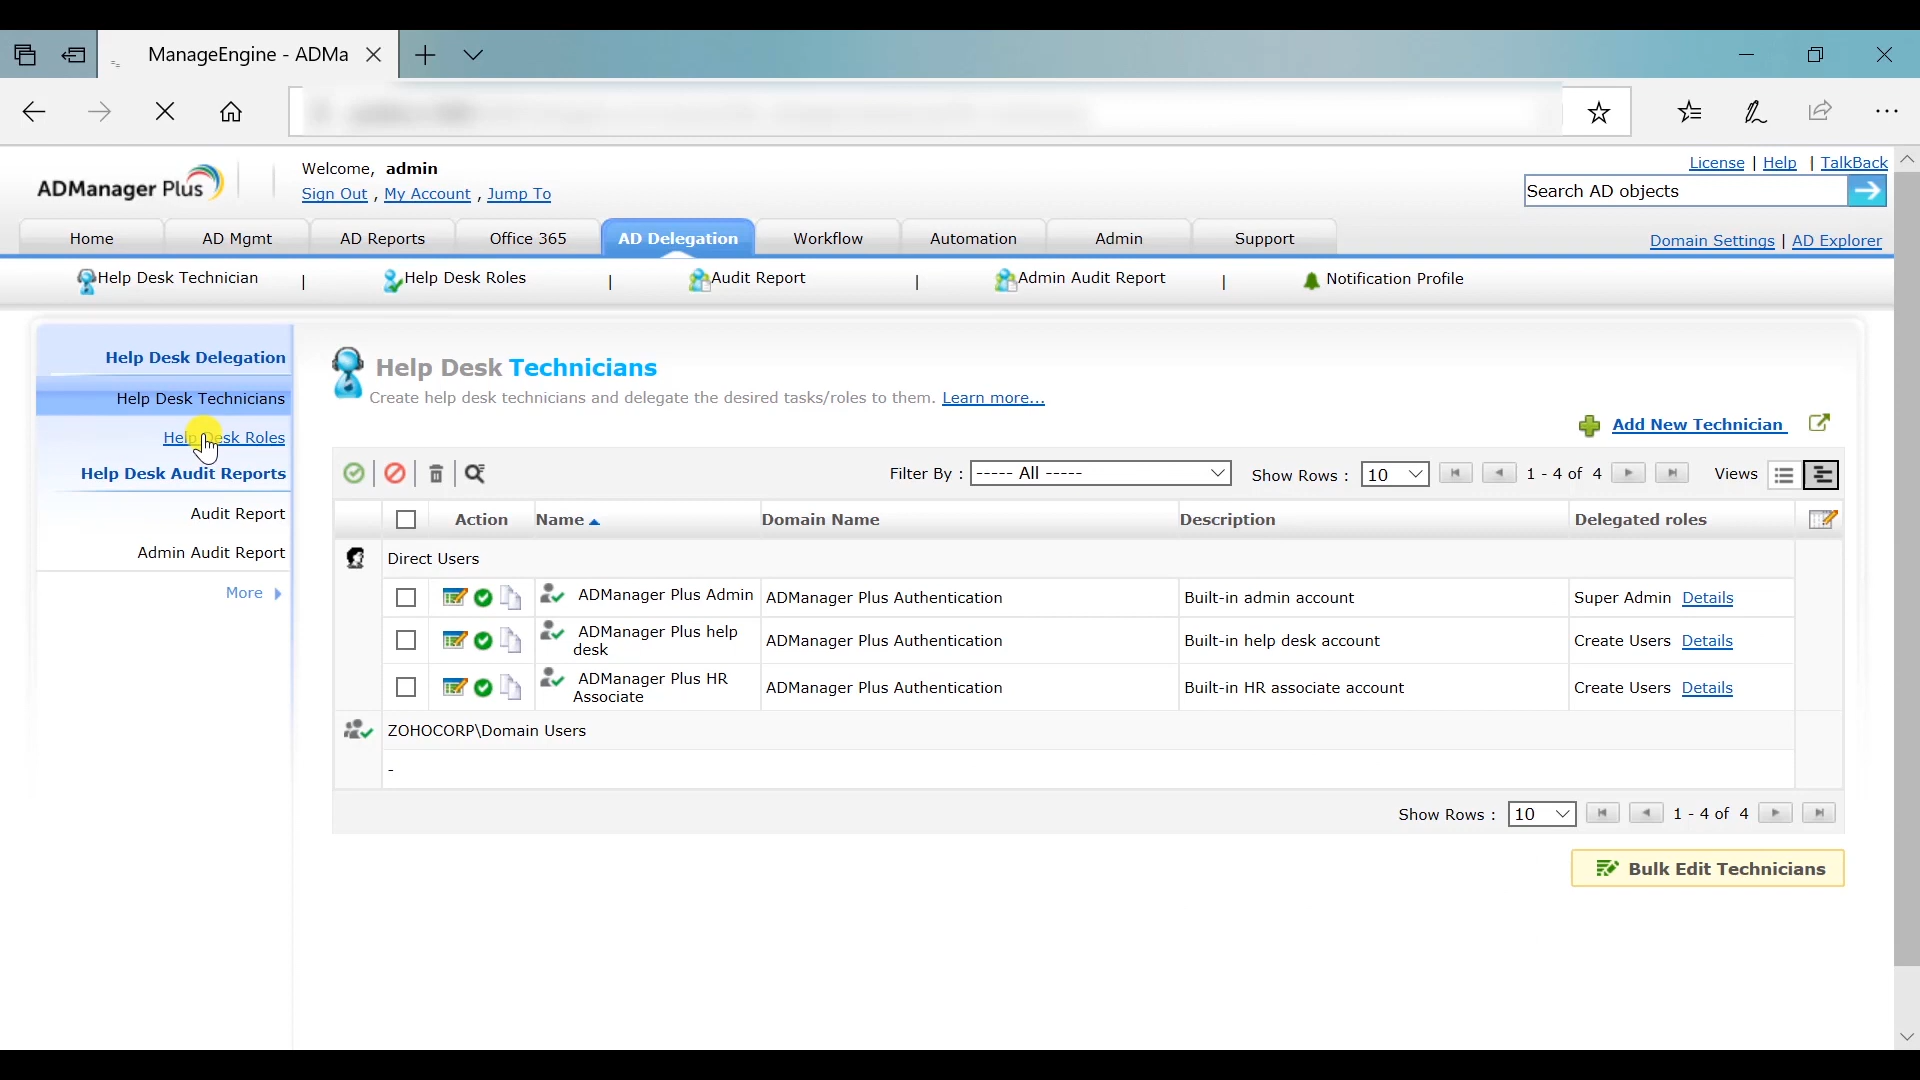 ManageEngine - ADMa
ADManager Plus
Welcome, admin
Sign Out , My Account , Jump To
License | Help | TalkBack
Search AD objects
Home AD Mgmt AD Reports Office 365 AD Delegation Workflow Automation Admin Support
Domain Settings | AD Explorer
Help Desk Technician | Help Desk Roles | Audit Report | Admin Audit Report | Notification Profile
Help Desk Delegation
Help Desk Technicians
Help Desk Roles
Help Desk Audit Reports
Audit Report
Admin Audit Report
More
Help Desk Technicians
Create help desk technicians and delegate the desired tasks/roles to them. Learn more...
Add New Technician
Filter By : ----- All ----- Show Rows : 10 1 - 4 of 4 Views
Action Name Domain Name Description Delegated roles
Direct Users
ADManager Plus Admin ADManager Plus Authentication Built-in admin account Super Admin Details
ADManager Plus help desk ADManager Plus Authentication Built-in help desk account Create Users Details
ADManager Plus HR Associate ADManager Plus Authentication Built-in HR associate account Create Users Details
ZOHOCORP\Domain Users
-
Show Rows : 10 1 - 4 of 4
Bulk Edit Technicians